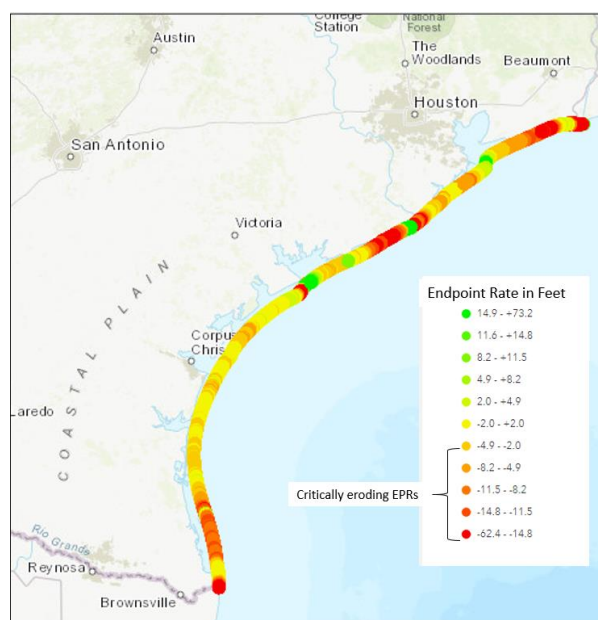 College
Station
National
Forest
Austin
The
Woodlands
Beaumont
Houston
San Antonio
Victoria
COASTAL PLAIN
Corpus
Chris
aredo
Endpoint Rate in Feet
14.9 - +73.2
11.6 - +14.8
8.2 - +11.5
4.9 - +8.2
2.0 - +4.9
-2.0 - +2.0
-4.9 - -2.0
-8.2 - -4.9
-11.5 - -8.2
-14.8 - -11.5
-62.4 - -14.8
Critically eroding EPRs
Rio Grande
Reynosa
Brownsville